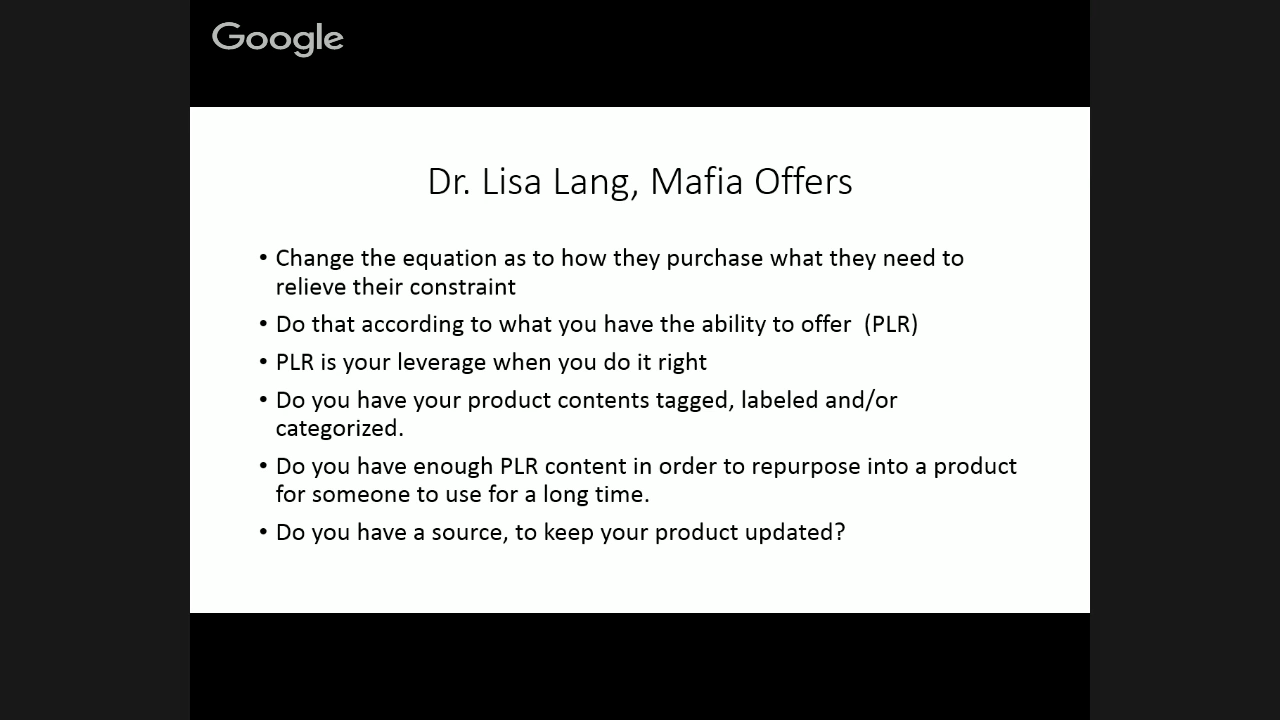 Google
Dr. Lisa Lang, Mafia Offers
• Change the equation as to how they purchase what they need to
relieve their constraint
• Do that according to what you have the ability to offer  (PLR)
• PLR is your leverage when you do it right
• Do you have your product contents tagged, labeled and/or
categorized.
• Do you have enough PLR content in order to repurpose into a product
for someone to use for a long time.
• Do you have a source, to keep your product updated?